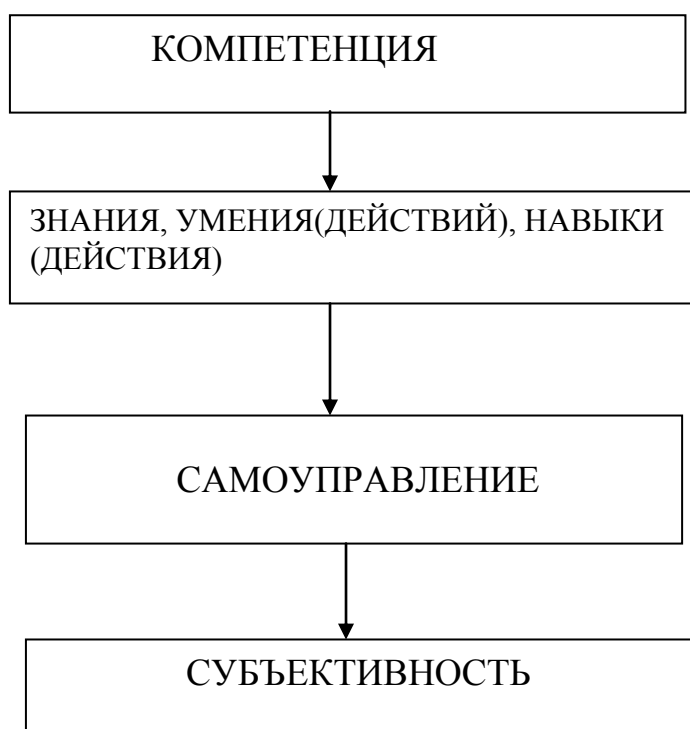 КОМПЕТЕНЦИЯ
ЗНАНИЯ, УМЕНИЯ(ДЕЙСТВИЙ), НАВЫКИ
(ДЕЙСТВИЯ)
САМОУПРАВЛЕНИЕ
СУБЪЕКТИВНОСТЬ